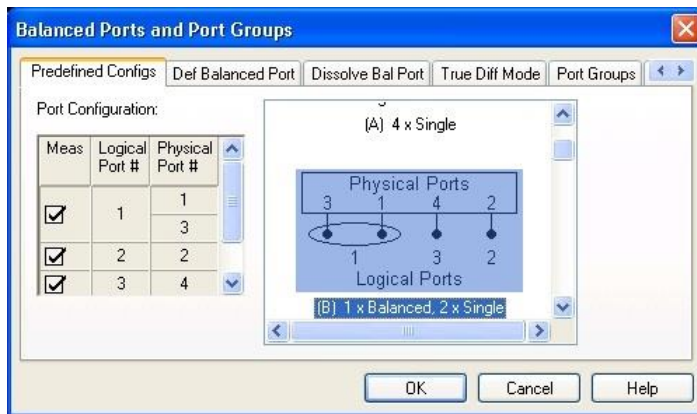 Balanced Ports and Port Groups
Predefined Configs Def Balanced Port Dissolve Bal Port True Diff Mode Port Groups
Port Configuration:
Meas Logical Port # Physical Port #
1 1
3
2 2
3 4
(A) 4 x Single
Physical Ports
3 1 4 2
1 3 2
Logical Ports
(B) 1 x Balanced, 2 x Single
OK Cancel Help